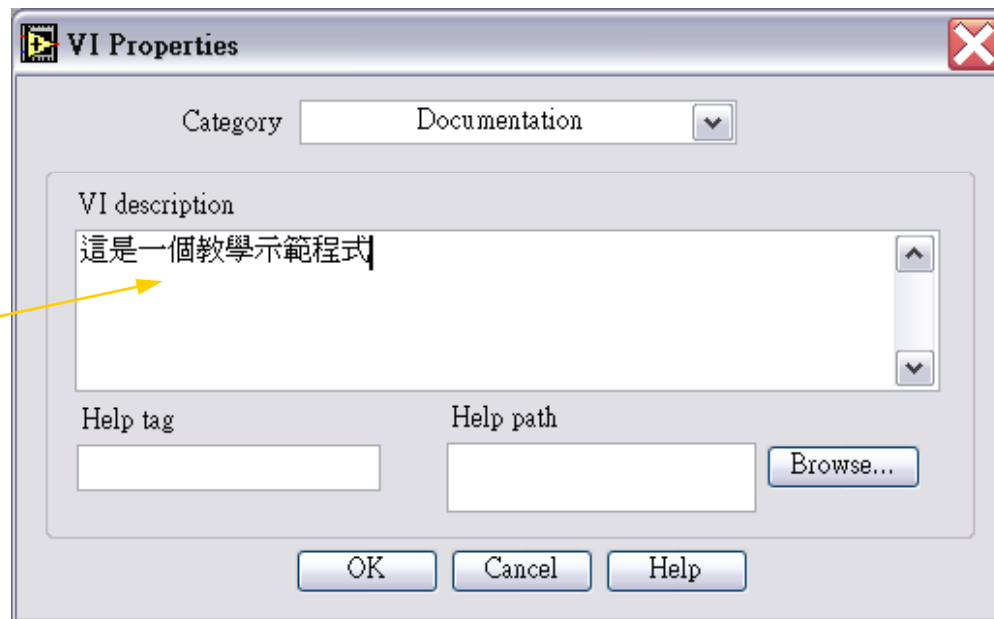 VI Properties
Category Documentation
VI description
這是一個教學示範程式
Help tag Help path
Browse...
OK Cancel Help